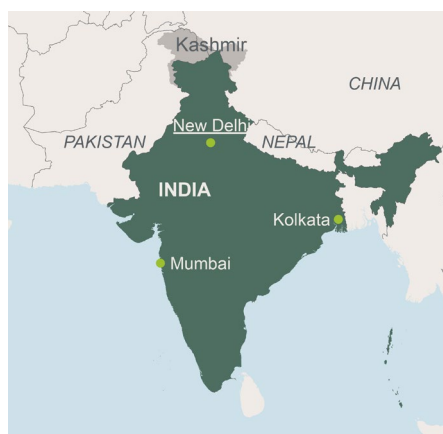 Kashmir
CHINA
New Delhi
PAKISTAN
NEPAL
INDIA
Kolkata
Mumbai